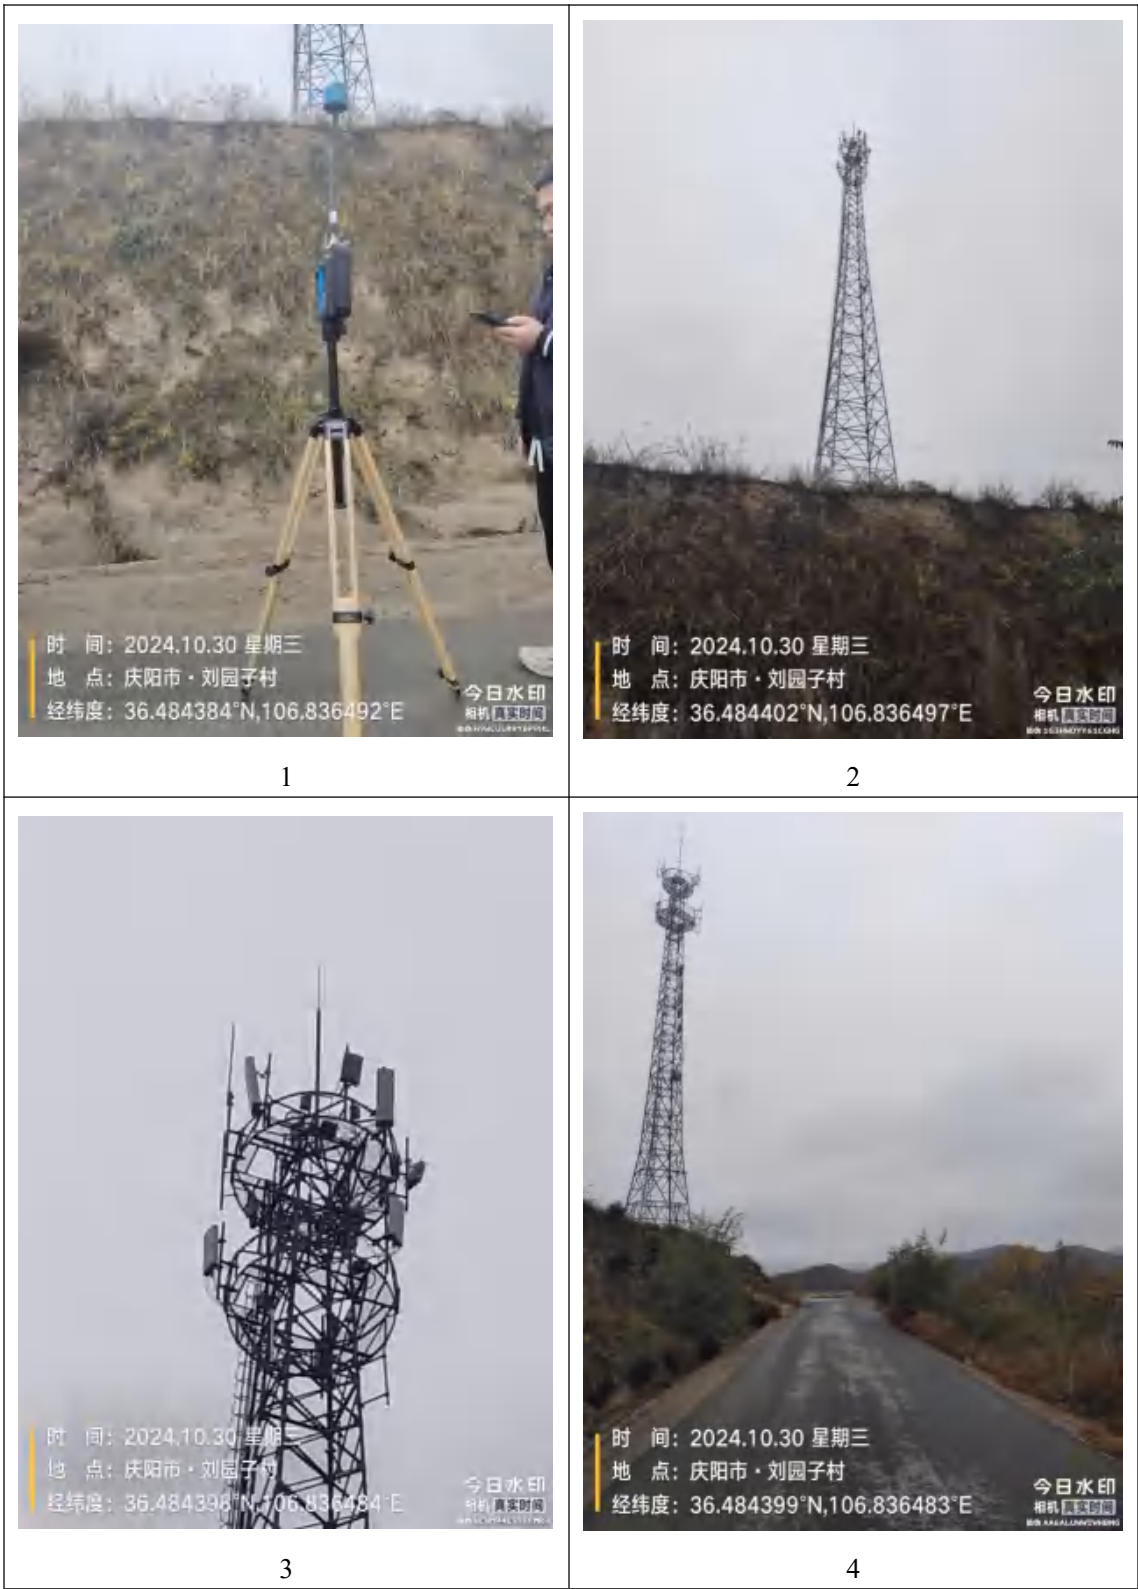 时 间：2024.10.30 星期三
地 点：庆阳市·刘园子村
经纬度：36.484384°N,106.836492°E
今日水印
相机 真实时间
1
时 间：2024.10.30 星期三
地 点：庆阳市·刘园子村
经纬度：36.484402°N,106.836497°E
今日水印
相机 真实时间
2
时 间：2024.10.30 星期三
地 点：庆阳市·刘园子村
经纬度：36.484398°N,106.836484°E
今日水印
相机 真实时间
3
时 间：2024.10.30 星期三
地 点：庆阳市·刘园子村
经纬度：36.484399°N,106.836483°E
今日水印
相机 真实时间
4